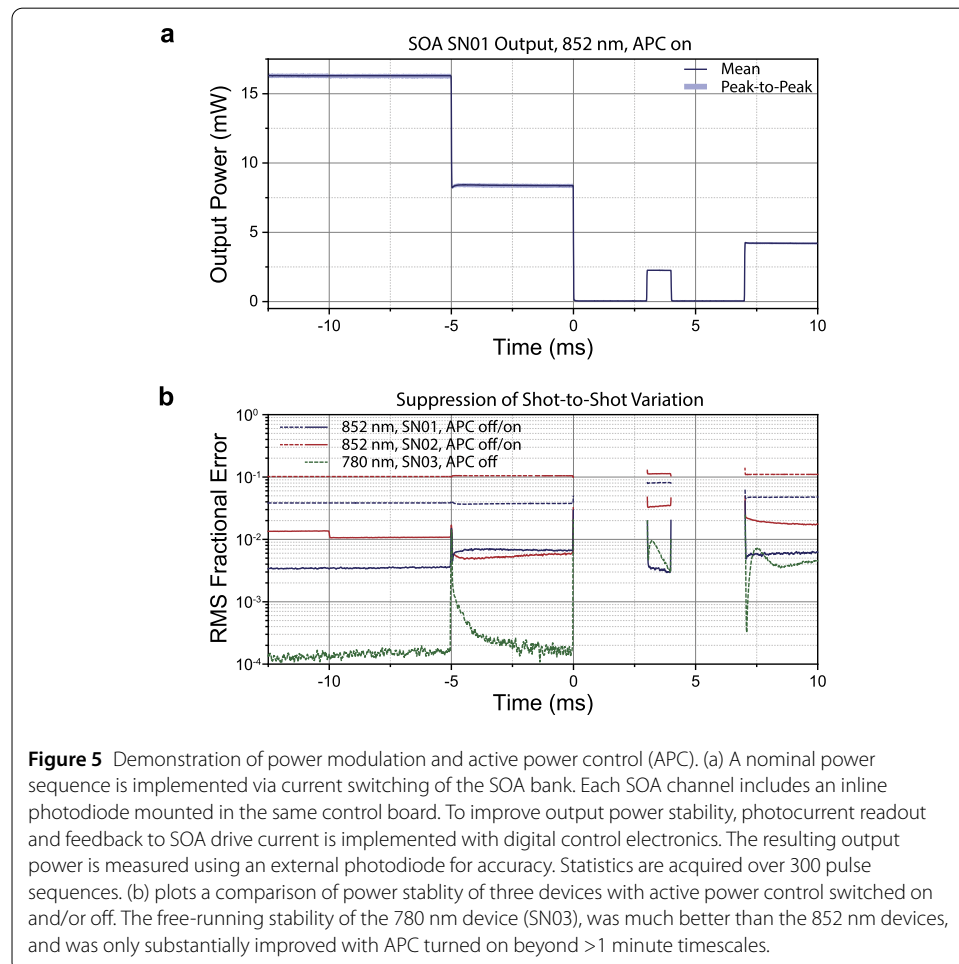 a
SOA SN01 Output, 852 nm, APC on
Mean
Peak-to-Peak
Output Power (mW)
15
10
5
0
-10
-5
0
5
10
Time (ms)
b
Suppression of Shot-to-Shot Variation
RMS Fractional Error
10⁰
10⁻¹
10⁻²
10⁻³
10⁻⁴
852 nm, SN01, APC off/on
852 nm, SN02, APC off/on
780 nm, SN03, APC off
-10
-5
0
5
10
Time (ms)
Figure 5 Demonstration of power modulation and active power control (APC). (a) A nominal power
sequence is implemented via current switching of the SOA bank. Each SOA channel includes an inline
photodiode mounted in the same control board. To improve output power stability, photocurrent readout
and feedback to SOA drive current is implemented with digital control electronics. The resulting output
power is measured using an external photodiode for accuracy. Statistics are acquired over 300 pulse
sequences. (b) plots a comparison of power stablity of three devices with active power control switched on
and/or off. The free-running stability of the 780 nm device (SN03), was much better than the 852 nm devices,
and was only substantially improved with APC turned on beyond >1 minute timescales.